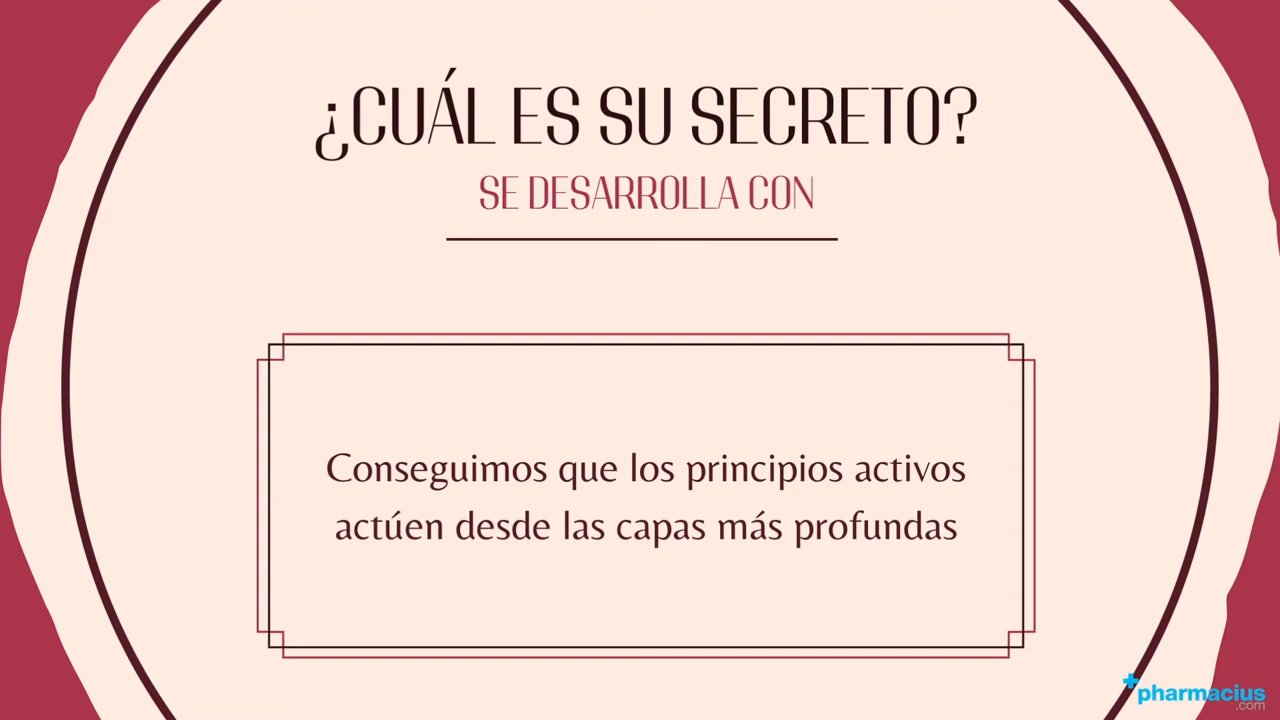 ¿CUÁL ES SU SECRETO?
SE DESARROLLA CON
Conseguimos que los principios activos
actúen desde las capas más profundas
pharmacius
.com